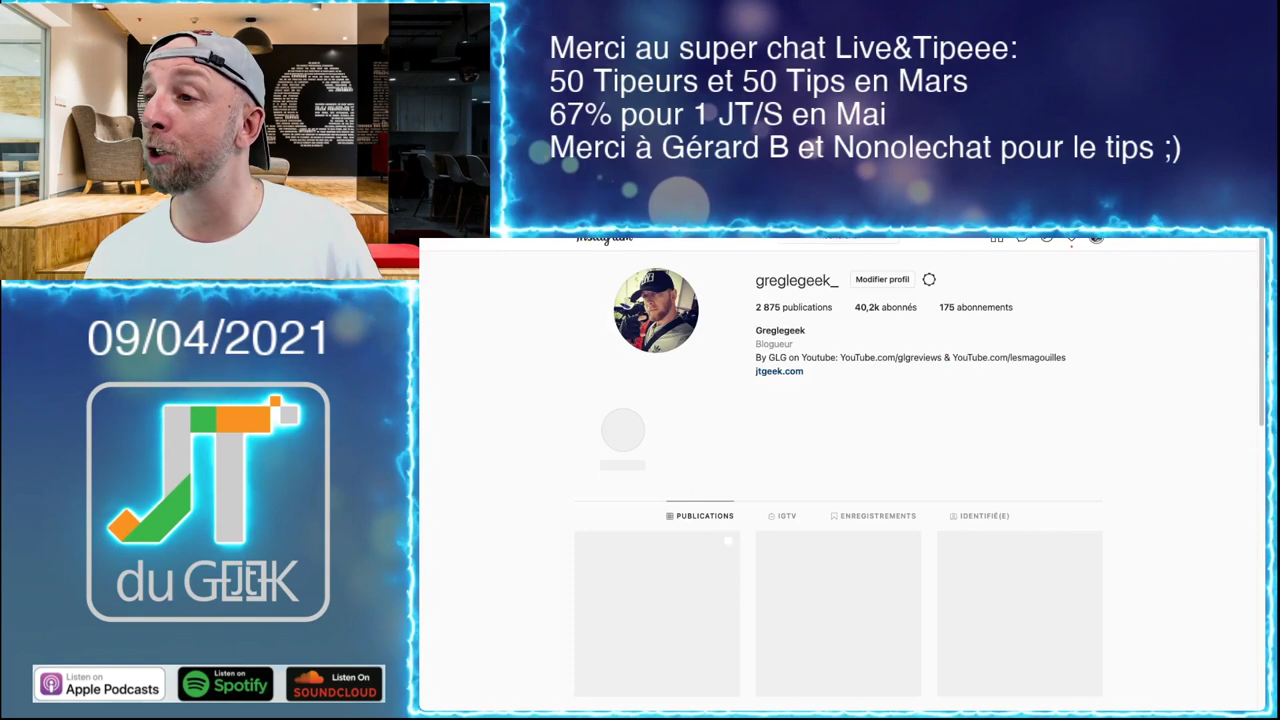 Merci au super chat Live&Tipeee:
50 Tipeurs et 50 Tips en Mars
67% pour 1 JT/S en Mai
Merci à Gérard B et Nonolechat pour le tips ;)
Instagram
greglegeek_ Modifier profil
2 875 publications 40,2k abonnés 175 abonnements
Greglegeek
Blogueur
By GLG on Youtube: YouTube.com/glgreviews & YouTube.com/lesmagouilles
jtgeek.com
PUBLICATIONS IGTV ENREGISTREMENTS IDENTIFIÉ(E)
09/04/2021
JT
du GEEK
Listen on
Apple Podcasts
Listen on
Spotify
Listen On
SOUNDCLOUD